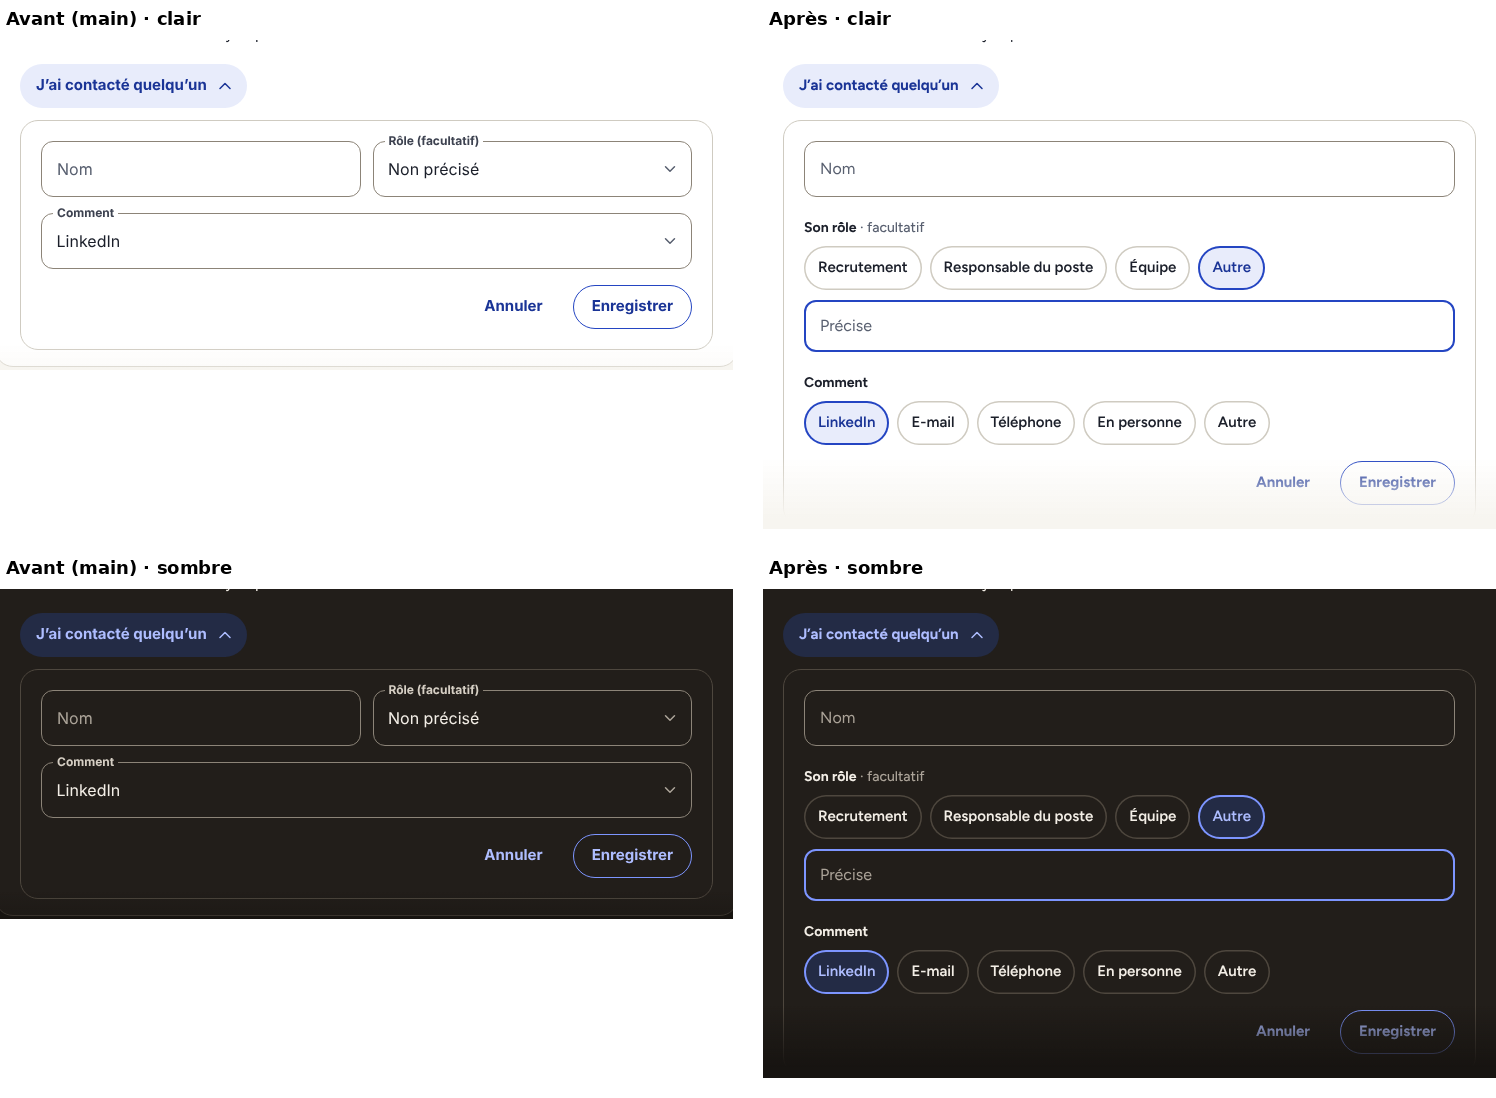 Avant (main) · clair
J'ai contacté quelqu'un
Nom
Rôle (facultatif)
Non précisé
Comment
LinkedIn
Annuler
Enregistrer
Après · clair
J'ai contacté quelqu'un
Nom
Son rôle · facultatif
Recrutement
Responsable du poste
Équipe
Autre
Précise
Comment
LinkedIn
E-mail
Téléphone
En personne
Autre
Annuler
Enregistrer
Avant (main) · sombre
J'ai contacté quelqu'un
Nom
Rôle (facultatif)
Non précisé
Comment
LinkedIn
Annuler
Enregistrer
Après · sombre
J'ai contacté quelqu'un
Nom
Son rôle · facultatif
Recrutement
Responsable du poste
Équipe
Autre
Précise
Comment
LinkedIn
E-mail
Téléphone
En personne
Autre
Annuler
Enregistrer